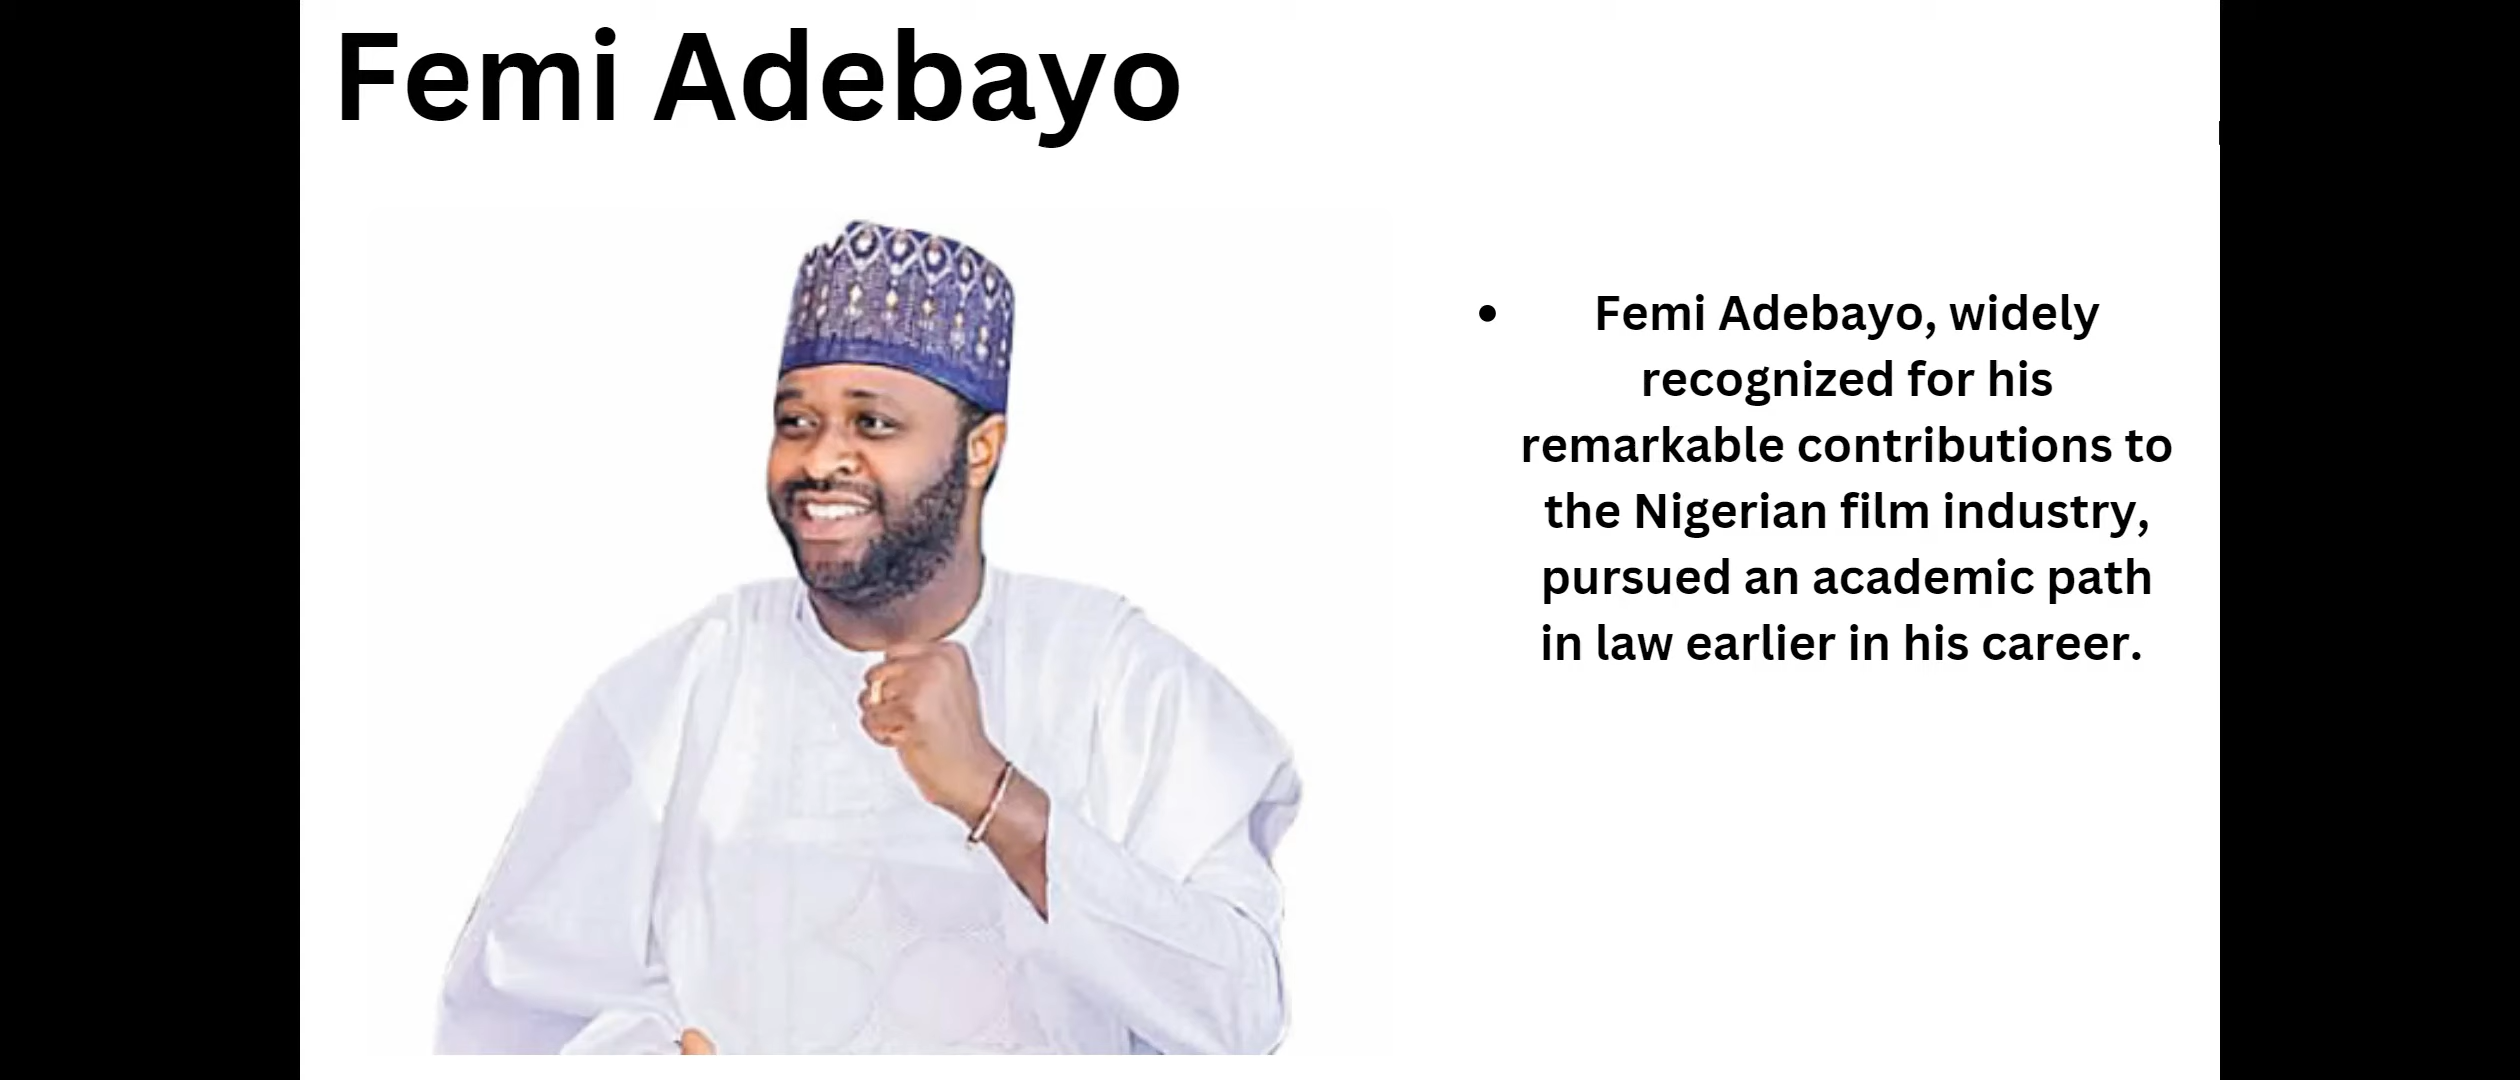 Femi Adebayo
• Femi Adebayo, widely
recognized for his
remarkable contributions to
the Nigerian film industry,
pursued an academic path
in law earlier in his career.